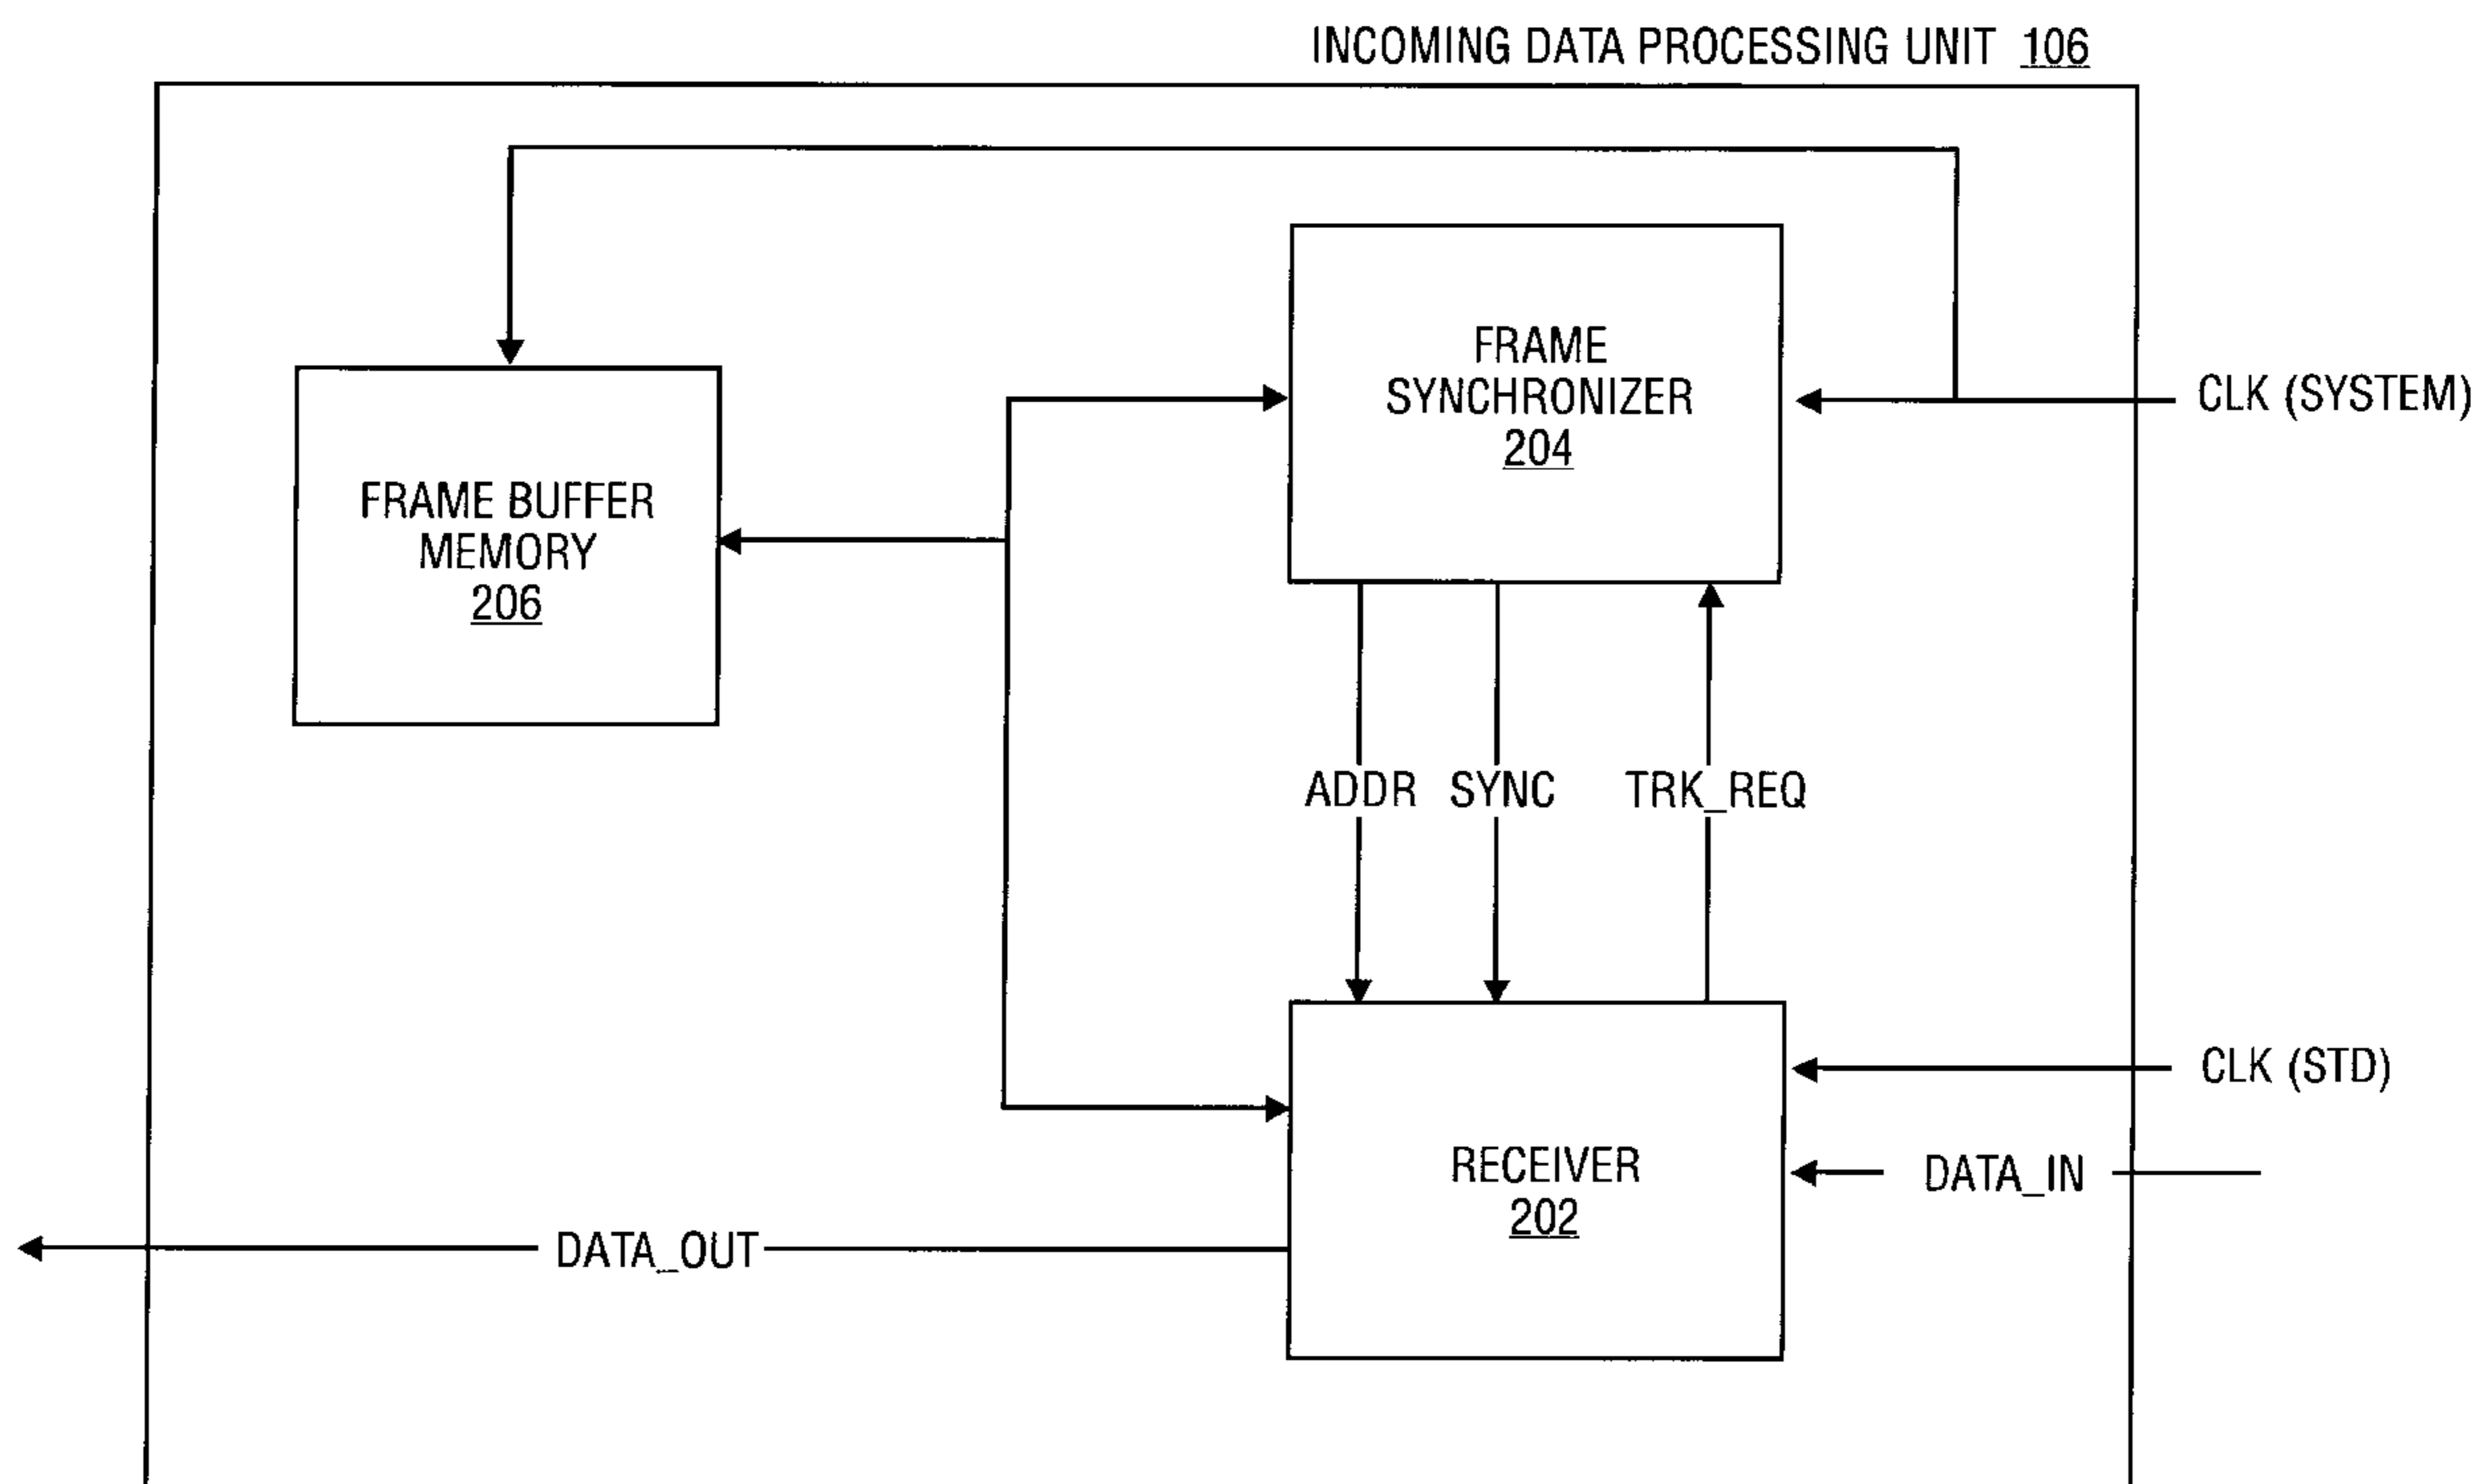 INCOMING DATA PROCESSING UNIT 106
FRAME
SYNCHRONIZER
204
CLK (SYSTEM)
FRAME BUFFER
MEMORY
206
ADDR SYNC TRK_REQ
CLK (STD)
RECEIVER
202
DATA_IN
DATA_OUT